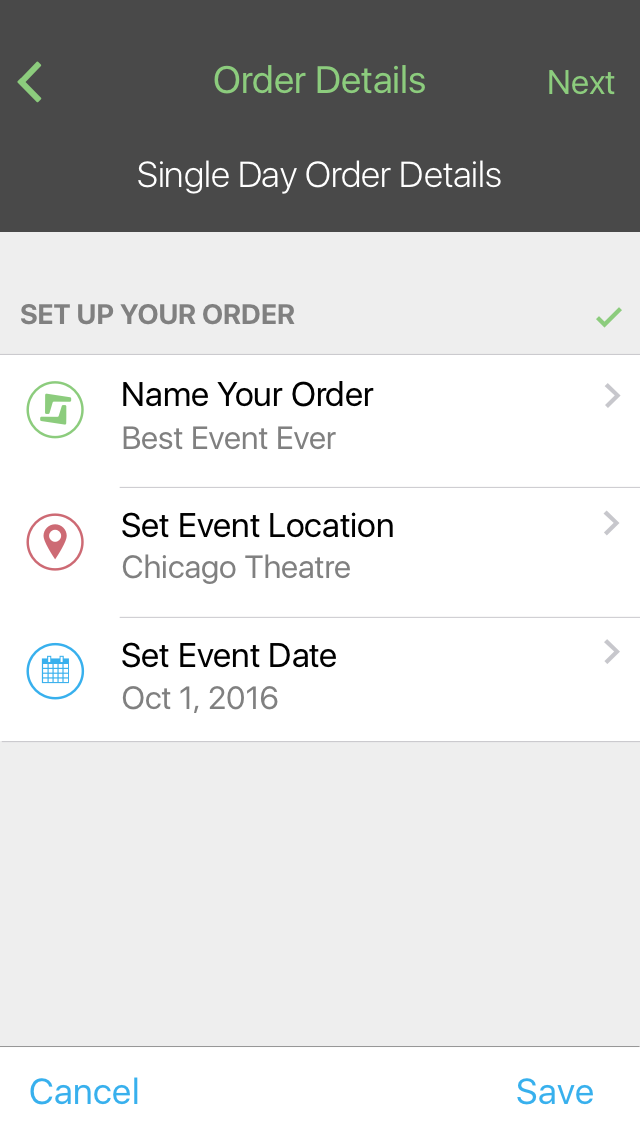 Order Details
Next
Single Day Order Details
SET UP YOUR ORDER
Name Your Order
Best Event Ever
Set Event Location
Chicago Theatre
Set Event Date
Oct 1, 2016
Cancel
Save